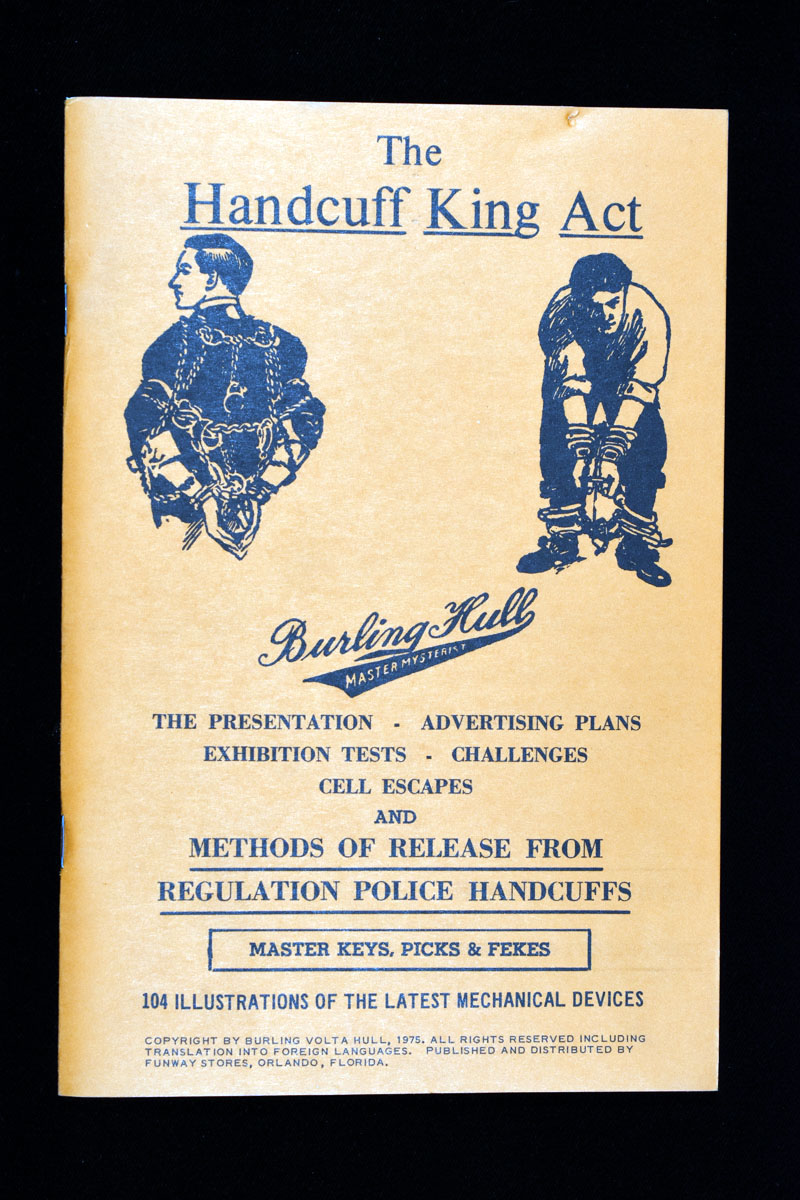 The
Handcuff King Act
Burling Hull
MASTER MYSTERIST
THE PRESENTATION - ADVERTISING PLANS
EXHIBITION TESTS - CHALLENGES
CELL ESCAPES
AND
METHODS OF RELEASE FROM
REGULATION POLICE HANDCUFFS
MASTER KEYS, PICKS & FEKES
104 ILLUSTRATIONS OF THE LATEST MECHANICAL DEVICES
COPYRIGHT BY BURLING VOLTA HULL, 1975. ALL RIGHTS RESERVED INCLUDING
TRANSLATION INTO FOREIGN LANGUAGES. PUBLISHED AND DISTRIBUTED BY
FUNWAY STORES, ORLANDO, FLORIDA.